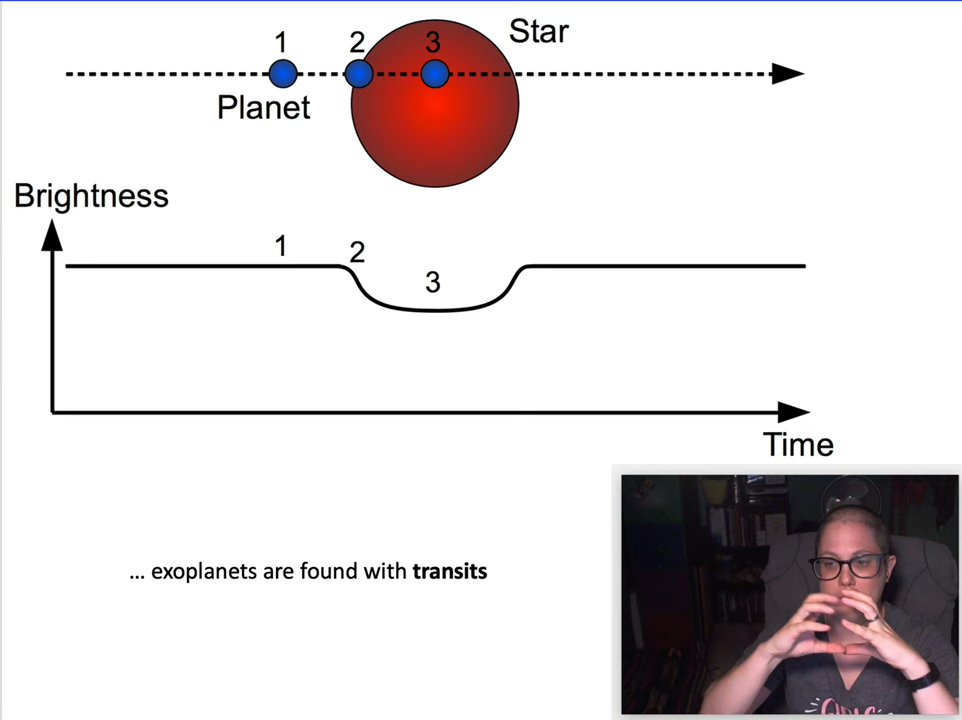 Star
1 2 3
Planet
Brightness
1
2
3
Time
... exoplanets are found with transits